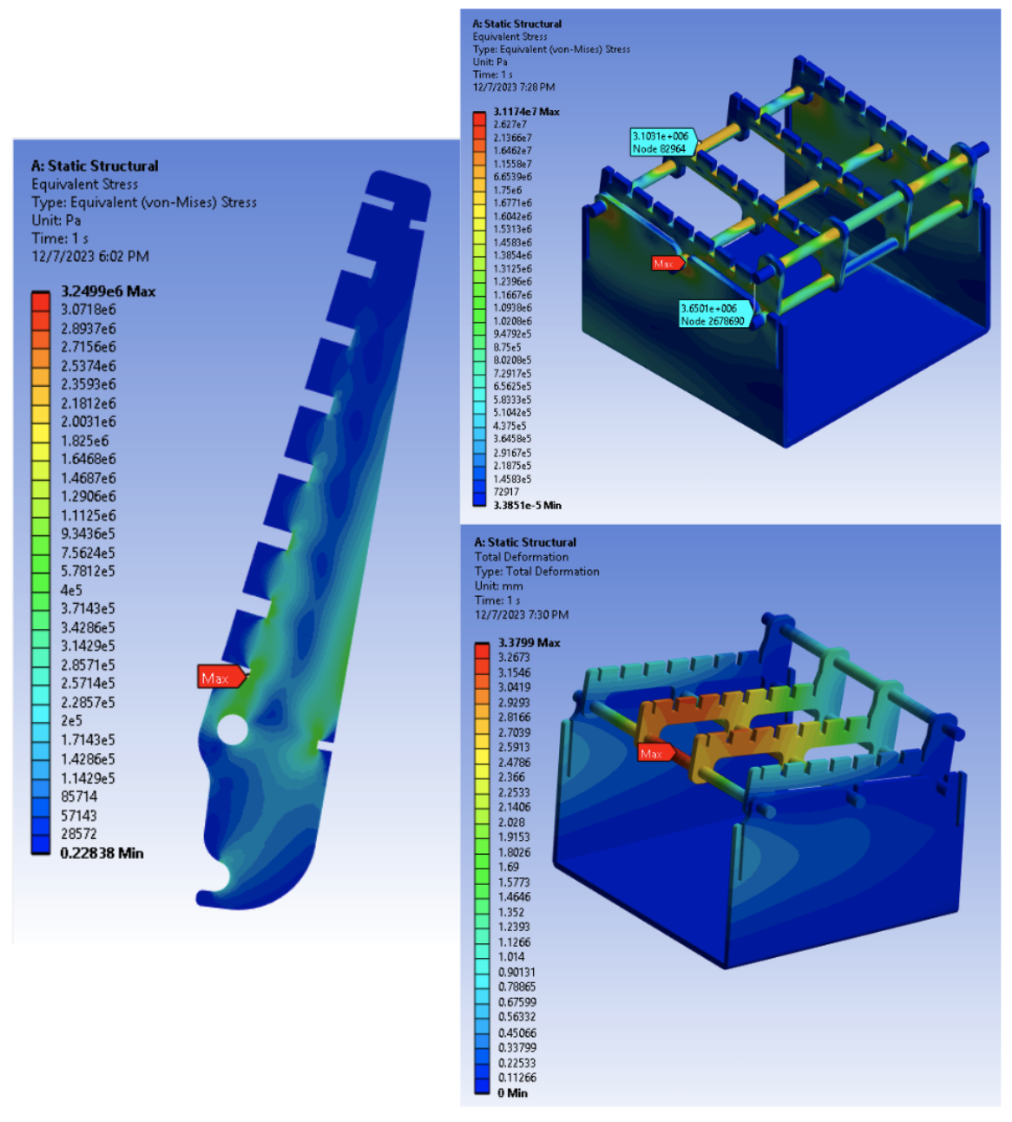 A: Static Structural
Equivalent Stress
Type: Equivalent (von-Mises) Stress
Unit: Pa
Time: 1 s
12/7/2023 6:02 PM
3.2499e6 Max
3.0718e6
2.8937e6
2.7156e6
2.5374e6
2.3593e6
2.1812e6
2.0031e6
1.825e6
1.6468e6
1.4687e6
1.2906e6
1.1125e6
9.3436e5
7.5624e5
5.7812e5
4e5
3.7143e5
3.4286e5
3.1429e5
2.8571e5
2.5714e5
2.2857e5
2e5
1.7143e5
1.4286e5
1.1429e5
85714
57143
28572
0.22838 Min
Max
A: Static Structural
Equivalent Stress
Type: Equivalent (von-Mises) Stress
Unit: Pa
Time: 1 s
12/7/2023 7:28 PM
3.1174e7 Max
2.627e7
2.1366e7
1.6462e7
1.1558e7
6.6539e6
1.75e6
1.6771e6
1.6042e6
1.5313e6
1.4583e6
1.3854e6
1.3125e6
1.2396e6
1.1667e6
1.0938e6
1.0208e6
9.4792e5
8.75e5
8.0208e5
7.2917e5
6.5625e5
5.8333e5
5.1042e5
4.375e5
3.6458e5
2.9167e5
2.1875e5
1.4583e5
72917
3.3851e-5 Min
3.1031e+006
Node 82964
Max
3.6501e+006
Node 2678690
A: Static Structural
Total Deformation
Type: Total Deformation
Unit: mm
Time: 1 s
12/7/2023 7:30 PM
3.3799 Max
3.2673
3.1546
3.0419
2.9293
2.8166
2.7039
2.5913
2.4786
2.366
2.2533
2.1406
2.028
1.9153
1.8026
1.69
1.5773
1.4646
1.352
1.2393
1.1266
1.014
0.90131
0.78865
0.67599
0.56332
0.45066
0.33799
0.22533
0.11266
0 Min
Max